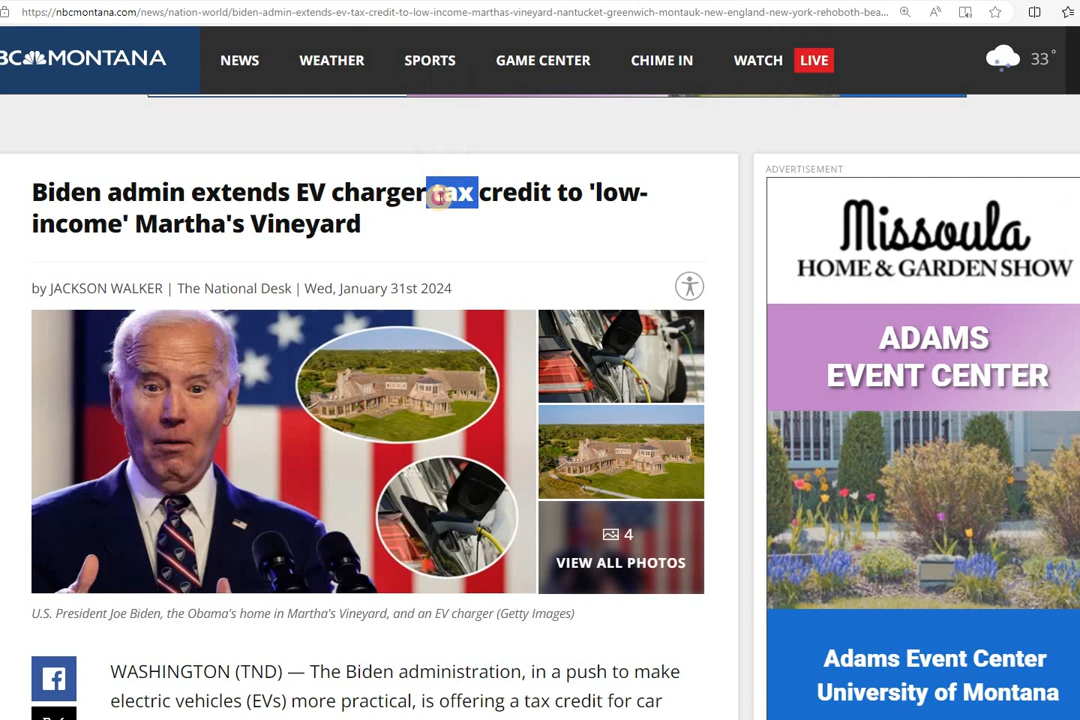 https://nbcmontana.com/news/nation-world/biden-admin-extends-ev-tax-credit-to-low-income-marthas-vineyard-nantucket-greenwich-montauk-new-england-new-york-rehoboth-bea...
BC MONTANA NEWS WEATHER SPORTS GAME CENTER CHIME IN WATCH LIVE 33°
ADVERTISEMENT
Biden admin extends EV charger tax credit to 'low-
income' Martha's Vineyard
by JACKSON WALKER | The National Desk | Wed, January 31st 2024
4
VIEW ALL PHOTOS
U.S. President Joe Biden, the Obama's home in Martha's Vineyard, and an EV charger (Getty Images)
WASHINGTON (TND) — The Biden administration, in a push to make
electric vehicles (EVs) more practical, is offering a tax credit for car
Missoula
HOME & GARDEN SHOW
ADAMS
EVENT CENTER
Adams Event Center
University of Montana